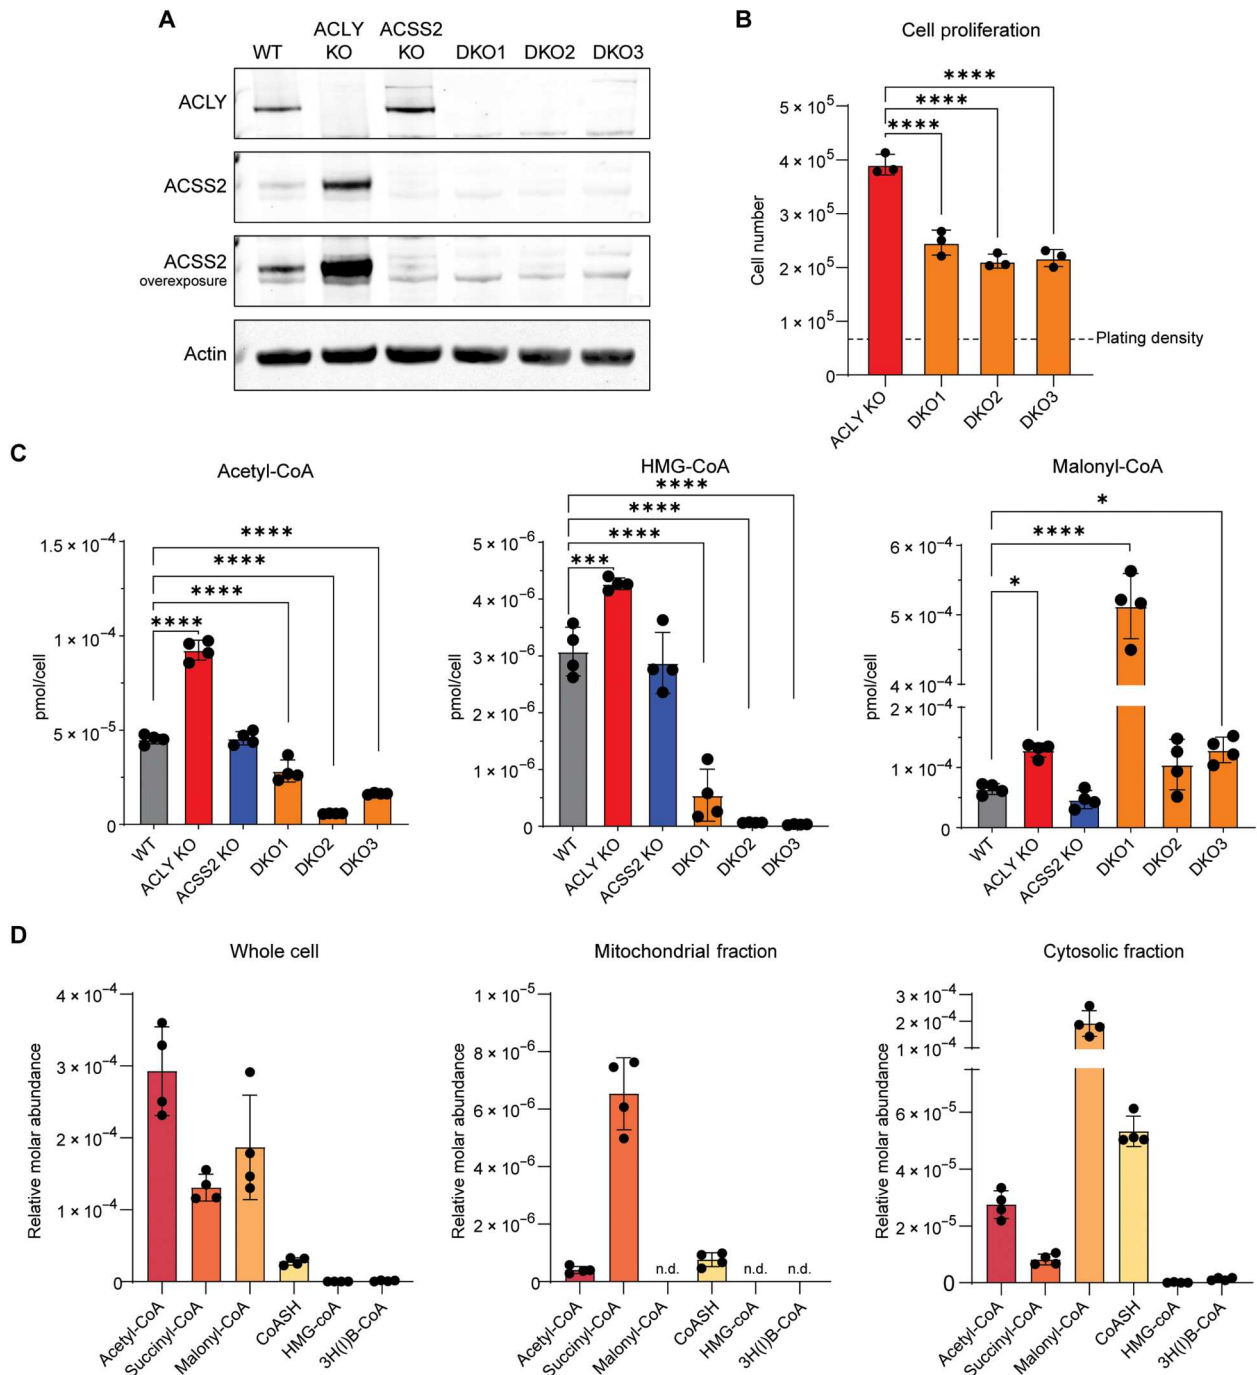 A
WT
ACLY
KO
ACSS2
KO
DKO1
DKO2
DKO3
ACLY
ACSS2
ACSS2
overexposure
Actin
B
Cell proliferation
****
****
****
5 × 10⁵
4 × 10⁵
3 × 10⁵
2 × 10⁵
1 × 10⁵
0
Cell number
Plating density
ACLY KO
DKO1
DKO2
DKO3
C
Acetyl-CoA
****
****
****
****
1.5 × 10⁻⁴
1 × 10⁻⁴
5 × 10⁻⁵
0
pmol/cell
WT
ACLY KO
ACSS2 KO
DKO1
DKO2
DKO3
HMG-CoA
****
****
****
***
5 × 10⁻⁶
4 × 10⁻⁶
3 × 10⁻⁶
2 × 10⁻⁶
1 × 10⁻⁶
0
pmol/cell
WT
ACLY KO
ACSS2 KO
DKO1
DKO2
DKO3
Malonyl-CoA
*
****
*
6 × 10⁻⁴
5 × 10⁻⁴
4 × 10⁻⁴
2 × 10⁻⁴
1 × 10⁻⁴
0
pmol/cell
WT
ACLY KO
ACSS2 KO
DKO1
DKO2
DKO3
D
Whole cell
4 × 10⁻⁴
3 × 10⁻⁴
2 × 10⁻⁴
1 × 10⁻⁴
0
Relative molar abundance
Acetyl-CoA
Succinyl-CoA
Malonyl-CoA
CoASH
HMG-coA
3H(I)B-CoA
Mitochondrial fraction
1 × 10⁻⁵
8 × 10⁻⁶
6 × 10⁻⁶
4 × 10⁻⁶
2 × 10⁻⁶
0
Relative molar abundance
n.d.
n.d.
n.d.
Acetyl-CoA
Succinyl-CoA
Malonyl-CoA
CoASH
HMG-coA
3H(I)B-CoA
Cytosolic fraction
3 × 10⁻⁴
2 × 10⁻⁴
1 × 10⁻⁴
6 × 10⁻⁵
4 × 10⁻⁵
2 × 10⁻⁵
0
Relative molar abundance
Acetyl-CoA
Succinyl-CoA
Malonyl-CoA
CoASH
HMG-coA
3H(I)B-CoA